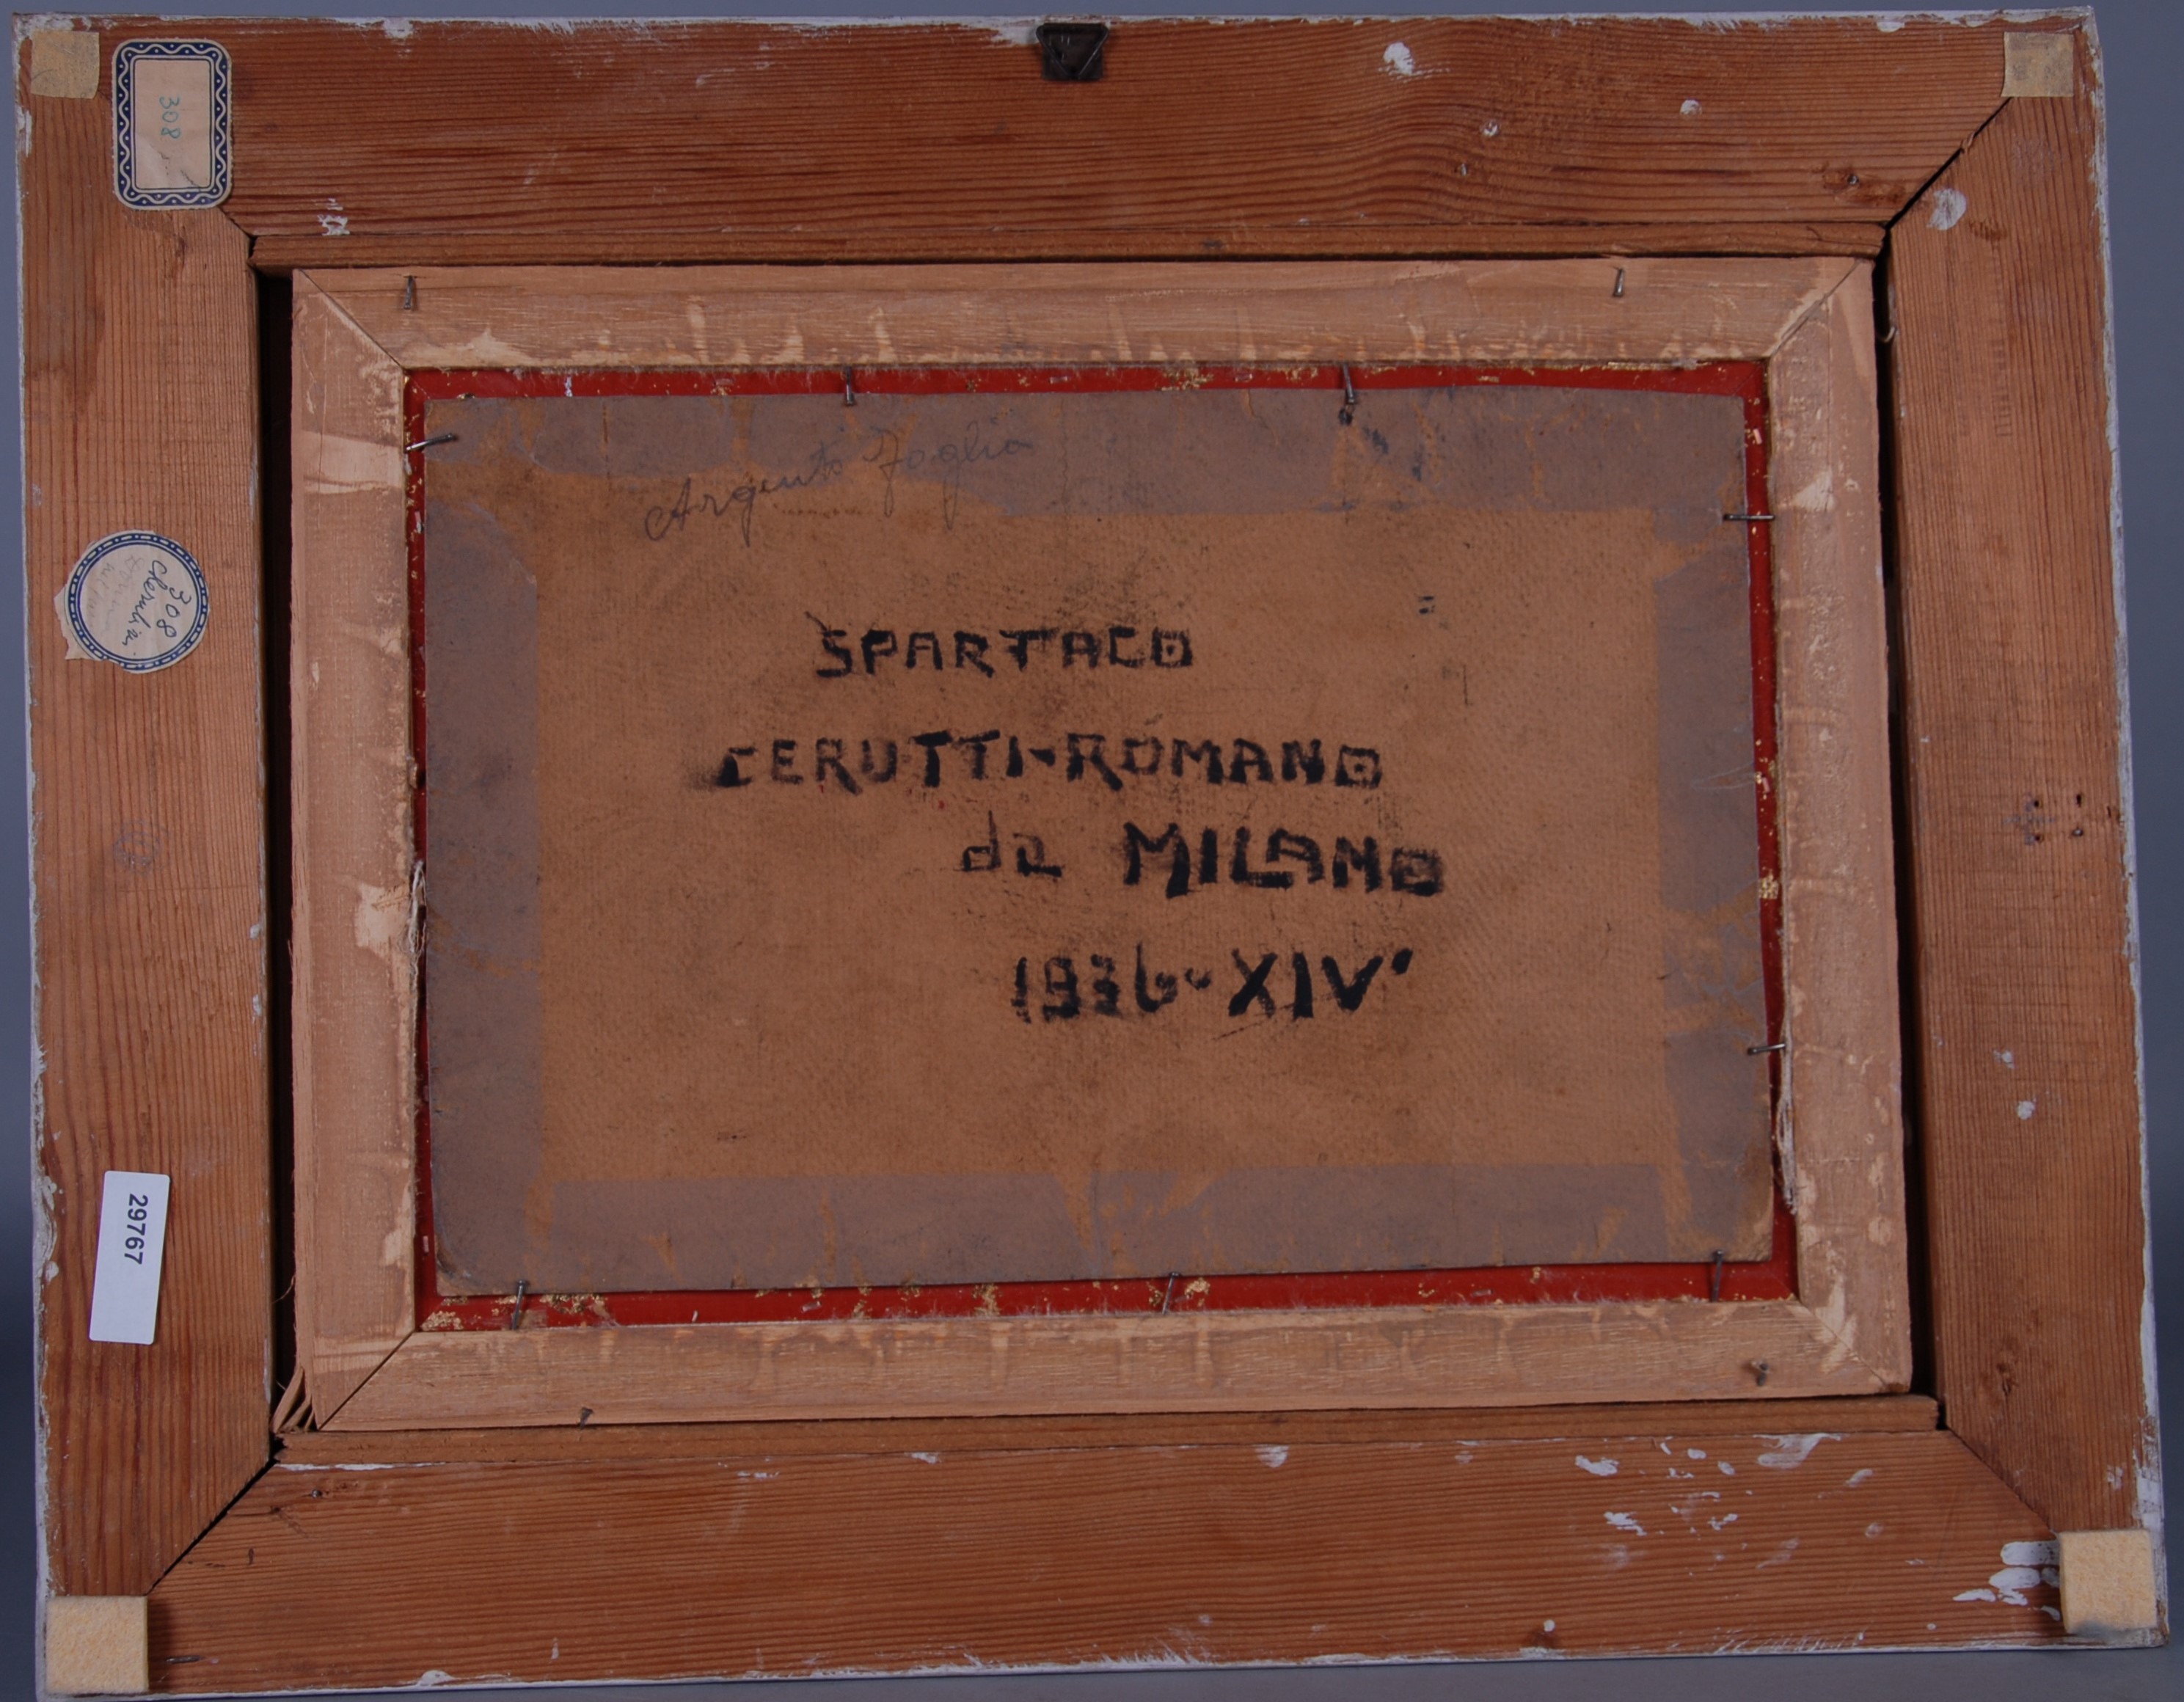 308
Argento Foglia
SPARTACO
CERUTTI-ROMANO
da MILANO
1936-XIV°
308
29767